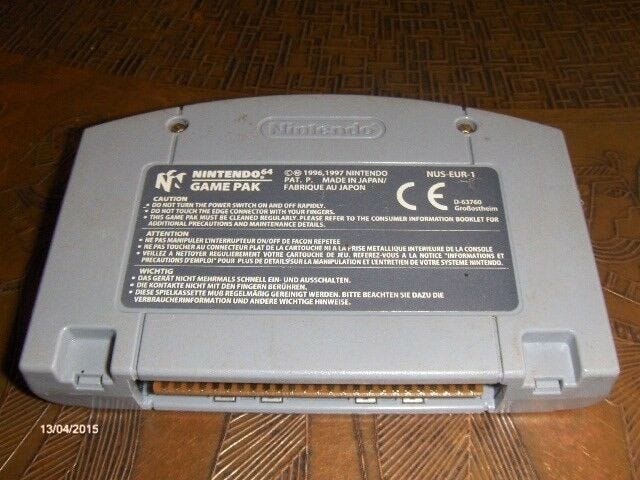 Nintendo
NINTENDO 64
GAME PAK
©® 1996,1997 NINTENDO
PAT. P. MADE IN JAPAN/
FABRIQUE AU JAPON
NUS-EUR-1
CE
D-63760
Großostheim
CAUTION
• DO NOT TURN THE POWER SWITCH ON AND OFF RAPIDLY.
• DO NOT TOUCH THE EDGE CONNECTOR WITH YOUR FINGERS.
• THIS GAME PAK MUST BE CLEANED REGULARLY. PLEASE REFER TO THE CONSUMER INFORMATION BOOKLET FOR
ADDITIONAL PRECAUTIONS AND MAINTENANCE DETAILS.
ATTENTION
• NE PAS MANIPULER L'INTERRUPTEUR ON/OFF DE FACON REPETEE
• NE PAS TOUCHER AU CONNECTEUR PLAT DE LA CARTOUCHE NI A LA FRISE METALLIQUE INTERIEURE DE LA CONSOLE
• VEILLEZ A NETTOYER REGULIEREMENT VOTRE CARTOUCHE DE JEU. REFEREZ-VOUS A LA NOTICE "INFORMATIONS ET
PRECAUTIONS D'EMPLOI" POUR PLUS DE DETAILS SUR LA MANIPULATION ET L'ENTRETIEN DE VOTRE SYSTEME NINTENDO.
WICHTIG
• DAS GERÄT NICHT MEHRMALS SCHNELL EIN- UND AUSSCHALTEN.
• DIE KONTAKTE NICHT MIT DEN FINGERN BERÜHREN.
• DIESE SPIELKASSETTE MUß REGELMÄßIG GEREINIGT WERDEN. BITTE BEACHTEN SIE DAZU DIE
VERBRAUCHERINFORMATION UND ANDERE WICHTIGE HINWEISE.
13/04/2015